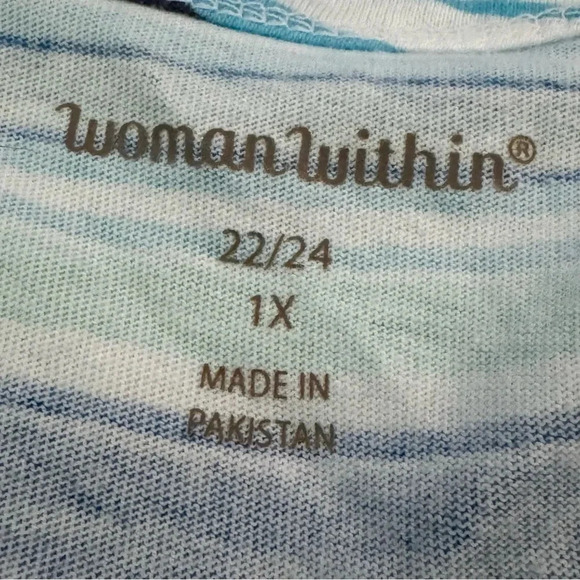 woman within®
22/24
1X
MADE IN
PAKISTAN